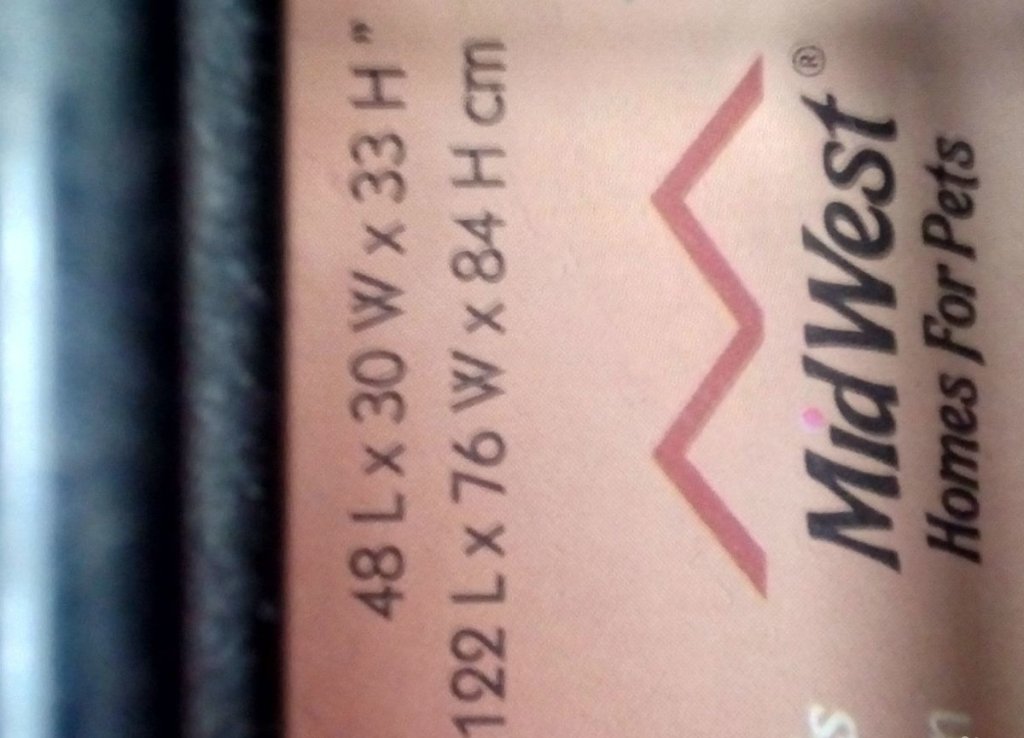 48 L x 30 W x 33 H "
122 L x 76 W x 84 H cm
MidWest®
Homes For Pets
s
n